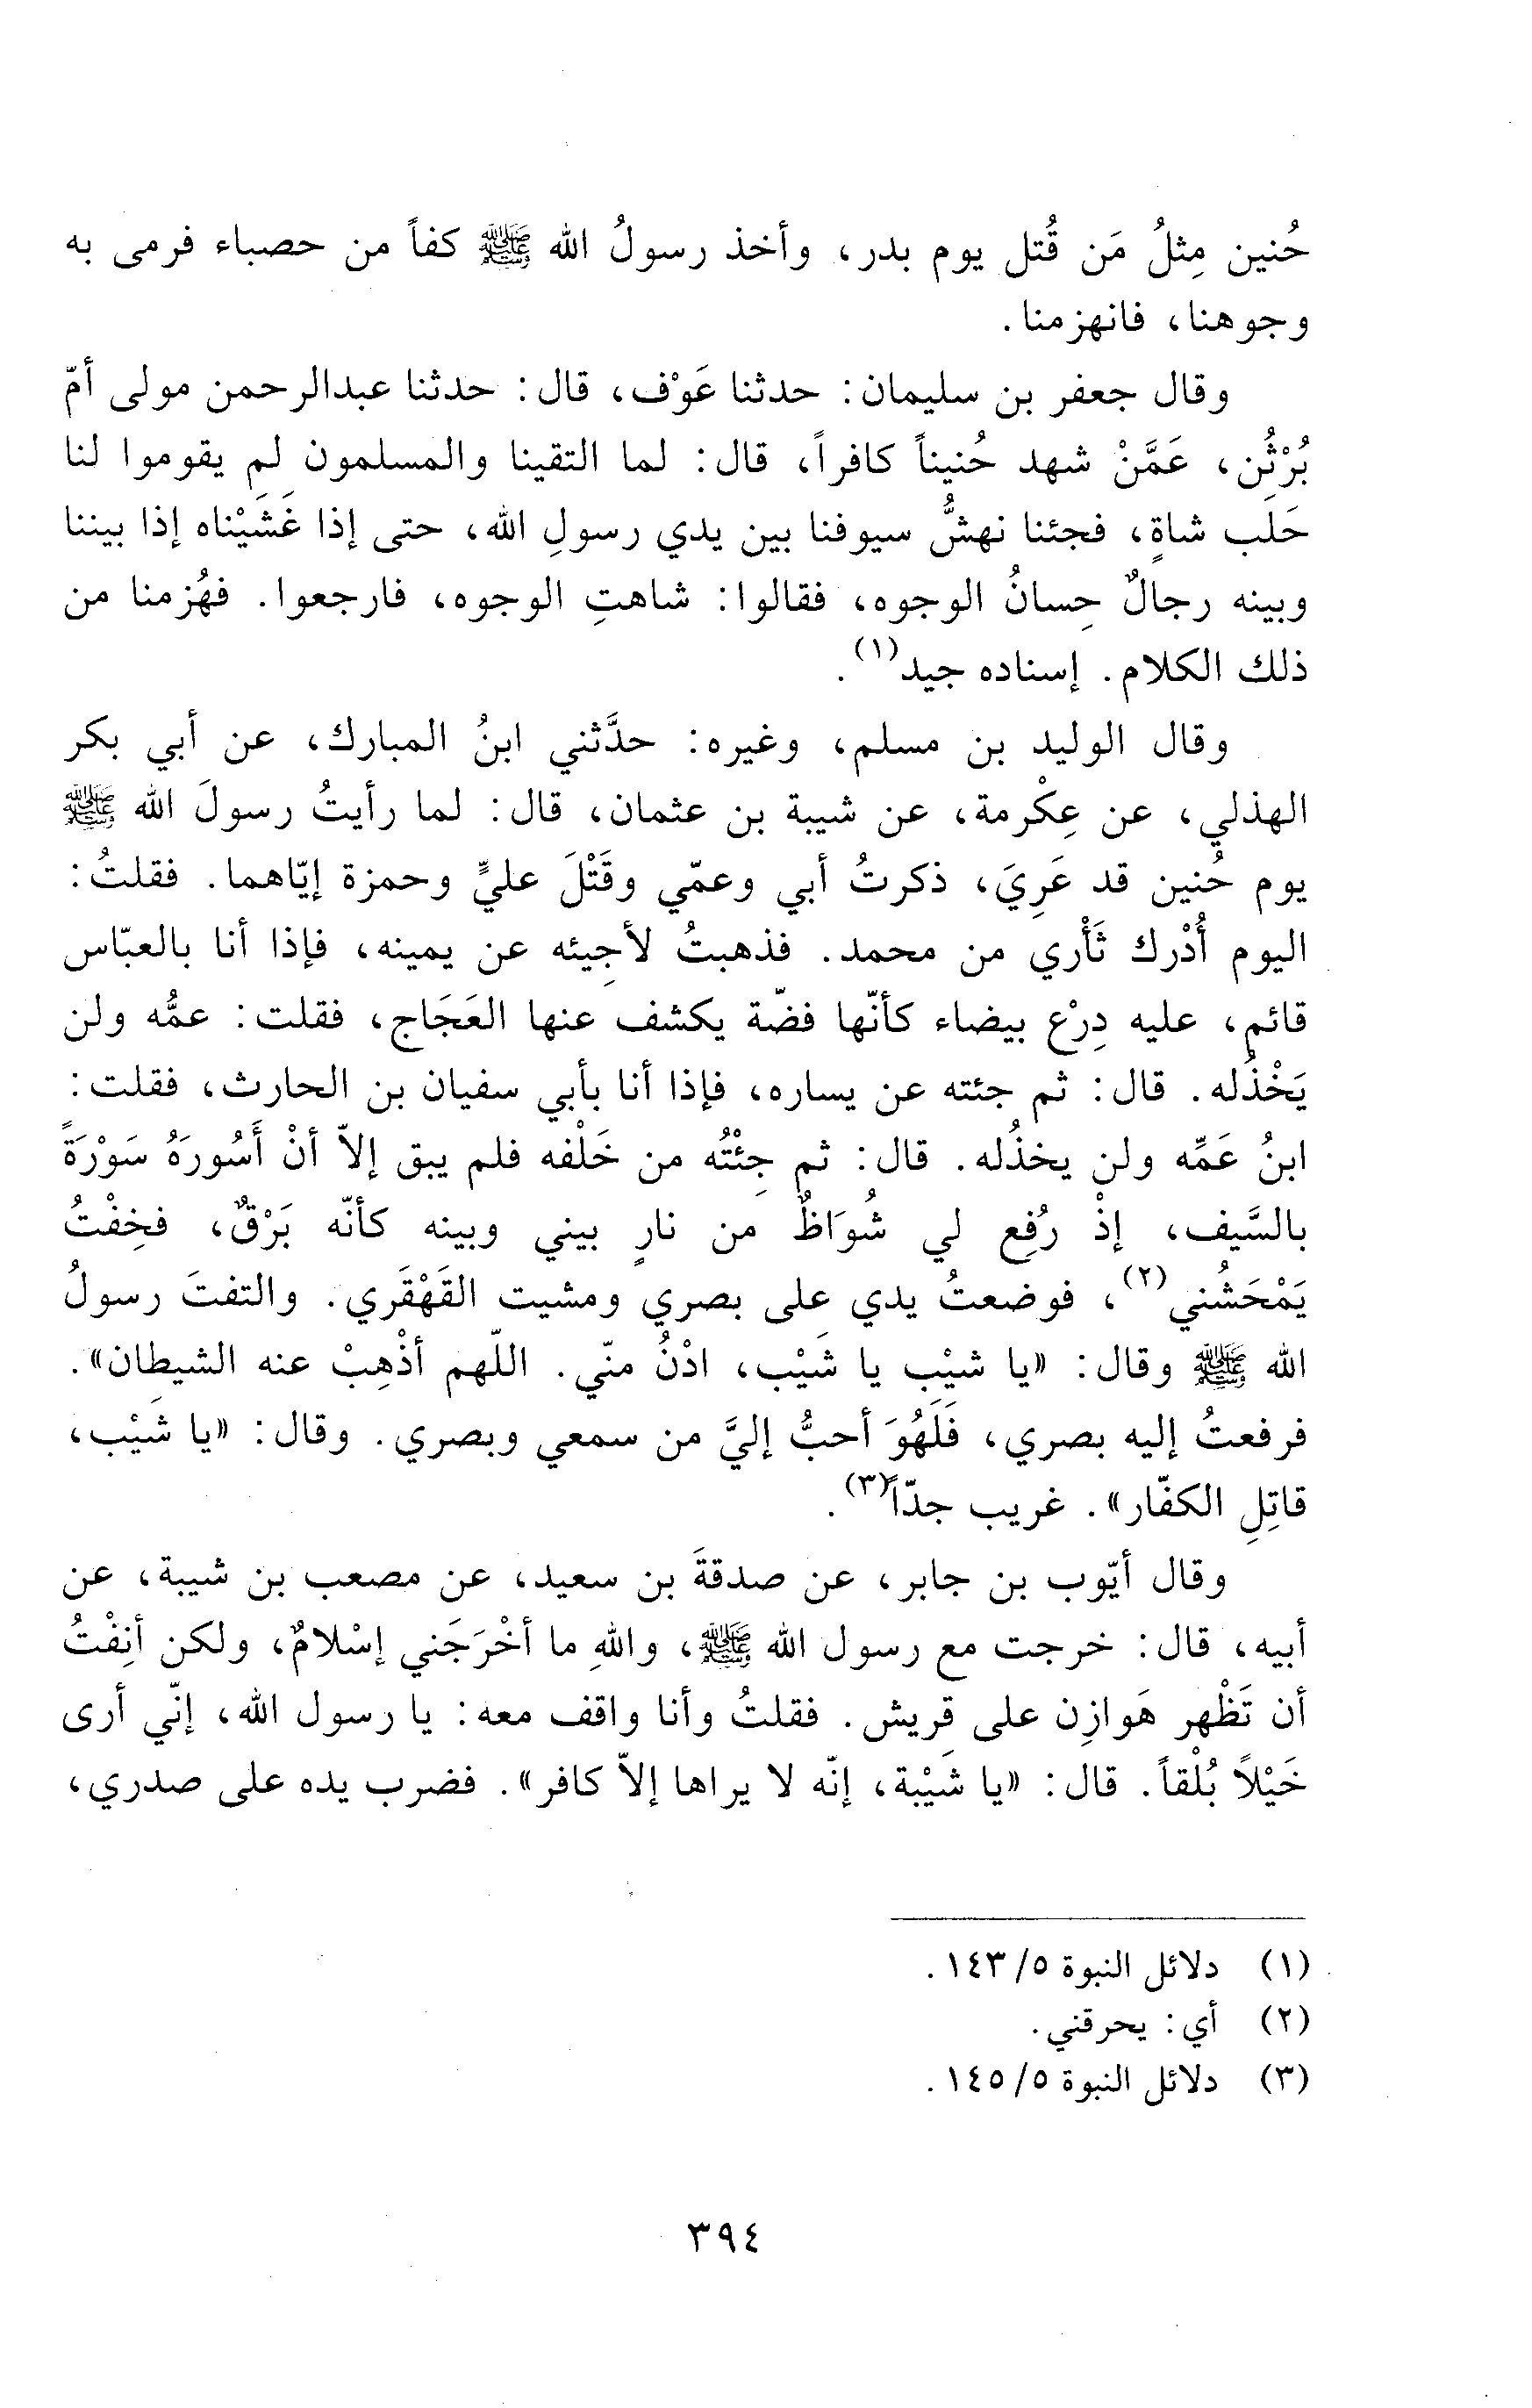 حُنين مِثلُ مَن قُتل يوم بدر، وأخذ رسولُ الله ﷺ كفاً من حصباء فرمى به
وجوهنا، فانهزمنا.
وقال جعفر بن سليمان: حدثنا عَوْف، قال: حدثنا عبدالرحمن مولى أمّ
بُرْثُن، عَمَّنْ شهد حُنيناً كافراً، قال: لما التقينا والمسلمون لم يقوموا لنا
حَلَب شاةٍ، فجئنا نهشُّ سيوفنا بين يدي رسولِ الله، حتى إذا غَشَيْناه إذا بيننا
وبينه رجالٌ حِسانُ الوجوه، فقالوا: شاهتِ الوجوه، فارجعوا. فهُزمنا من
ذلك الكلام. إسناده جيد(١).
وقال الوليد بن مسلم، وغيره: حدَّثني ابنُ المبارك، عن أبي بكر
الهذلي، عن عِكْرمة، عن شيبة بن عثمان، قال: لما رأيتُ رسولَ الله ﷺ
يوم حُنين قد عَرِيَ، ذكرتُ أبي وعمّي وقَتْلَ عليٍّ وحمزة إيّاهما. فقلتُ:
اليوم أُدْرك ثَأْري من محمد. فذهبتُ لأجِيئه عن يمينه، فإذا أنا بالعبّاس
قائم، عليه دِرْع بيضاء كأنّها فضّة يكشف عنها العَجَاج، فقلت: عمُّه ولن
يَخْذُله. قال: ثم جئته عن يساره، فإذا أنا بأبي سفيان بن الحارث، فقلت:
ابنُ عَمِّه ولن يخذُله. قال: ثم جِئْتُه من خَلْفه فلم يبق إلاّ أنْ أَسُورَهُ سَوْرَةً
بالسَّيف، إذْ رُفِع لي شُوَاظٌ من نارٍ بيني وبينه كأنّه بَرْقٌ، فخِفْتُ
يَمْحَشُني(٢)، فوضعتُ يدي على بصري ومشيت القَهْقَري. والتفتَ رسولُ
الله ﷺ وقال: «يا شيْب يا شَيْب، ادْنُ منّي. اللّهم أذْهِبْ عنه الشيطان».
فرفعتُ إليه بصري، فَلَهُوَ أحبُّ إليَّ من سمعي وبصري. وقال: «يا شَيْب،
قاتِلِ الكفّار». غريب جدّاً(٣).
وقال أيّوب بن جابر، عن صدقةَ بن سعيد، عن مصعب بن شيبة، عن
أبيه، قال: خرجت مع رسول الله ﷺ، واللهِ ما أخْرَجَني إسْلامٌ، ولكن أنِفْتُ
أن تَظْهر هَوازِن على قريش. فقلتُ وأنا واقف معه: يا رسول الله، إنّي أرى
خَيْلاً بُلْقاً. قال: «يا شَيْبة، إنّه لا يراها إلاّ كافر». فضرب يده على صدري،
(١) دلائل النبوة ٥/ ١٤٣.
(٢) أي: يحرقني.
(٣) دلائل النبوة ٥/ ١٤٥.
٣٩٤